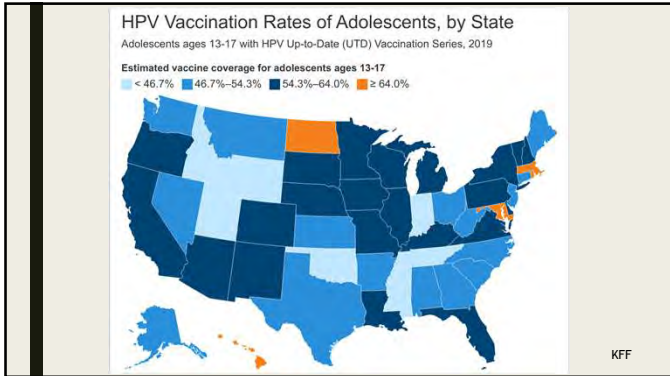 HPV Vaccination Rates of Adolescents, by State
Adolescents ages 13-17 with HPV Up-to-Date (UTD) Vaccination Series, 2019
Estimated vaccine coverage for adolescents ages 13-17
< 46.7% 46.7%–54.3% 54.3%–64.0% ≥ 64.0%
KFF